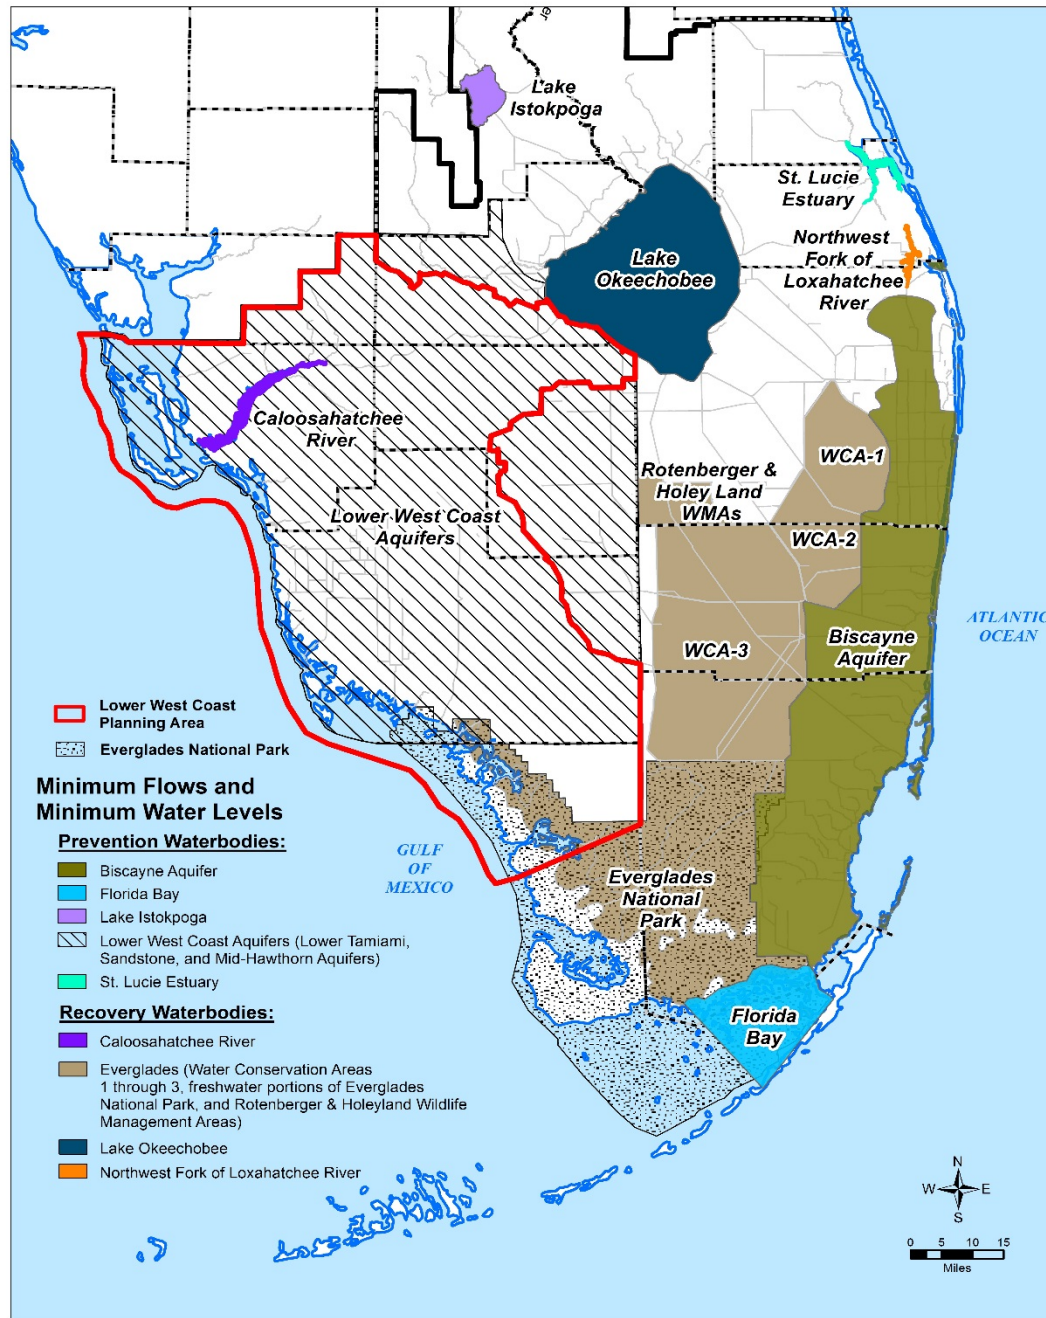 er
Lake
Istokpoga
St. Lucie
Estuary
Northwest
Fork of
Loxahatchee
River
Lake
Okeechobee
Caloosahatchee
River
WCA-1
Rotenberger &
Holey Land
WMAs
Lower West Coast
Aquifers
WCA-2
ATLANTIC
OCEAN
Biscayne
Aquifer
WCA-3
Lower West Coast
Planning Area
Everglades National Park
Minimum Flows and
Minimum Water Levels
Prevention Waterbodies:
Biscayne Aquifer
Florida Bay
Lake Istokpoga
Lower West Coast Aquifers (Lower Tamiami,
Sandstone, and Mid-Hawthorn Aquifers)
St. Lucie Estuary
Recovery Waterbodies:
Caloosahatchee River
Everglades (Water Conservation Areas
1 through 3, freshwater portions of Everglades
National Park, and Rotenberger & Holeyland Wildlife
Management Areas)
Lake Okeechobee
Northwest Fork of Loxahatchee River
GULF
OF
MEXICO
Everglades
National
Park
Florida
Bay
N
W E
S
0 5 10 15
Miles